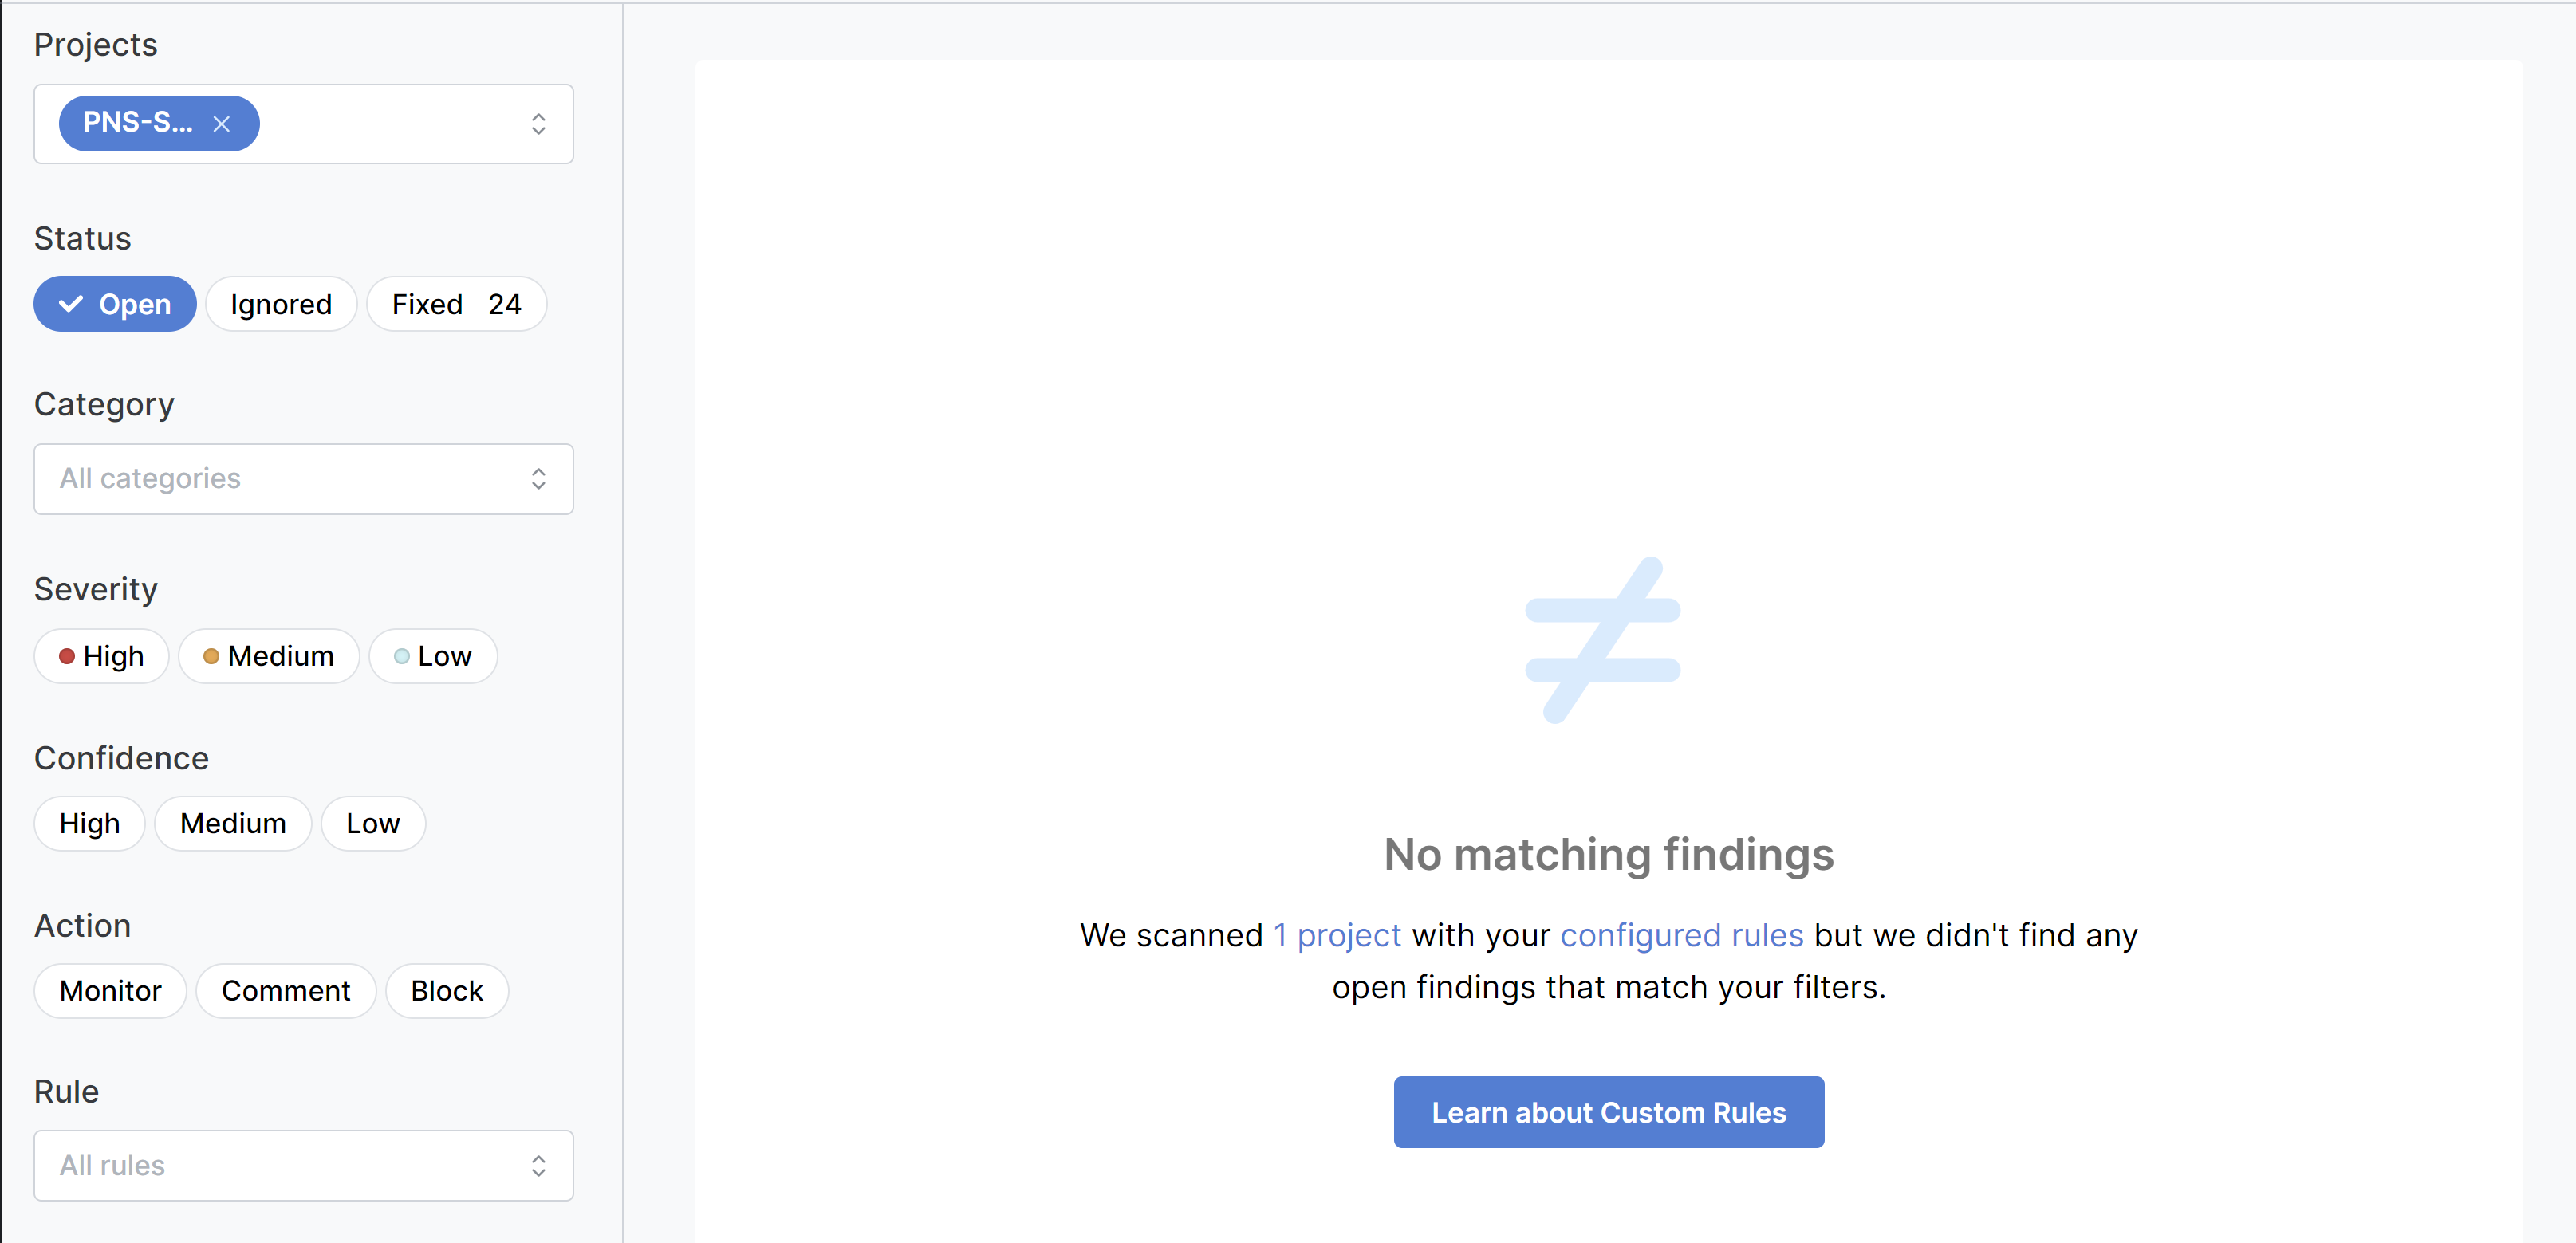 Projects
PNS-S...
Status
Open Ignored Fixed 24
Category
All categories
Severity
High Medium Low
Confidence
High Medium Low
Action
Monitor Comment Block
Rule
All rules
No matching findings
We scanned 1 project with your configured rules but we didn't find any
open findings that match your filters.
Learn about Custom Rules